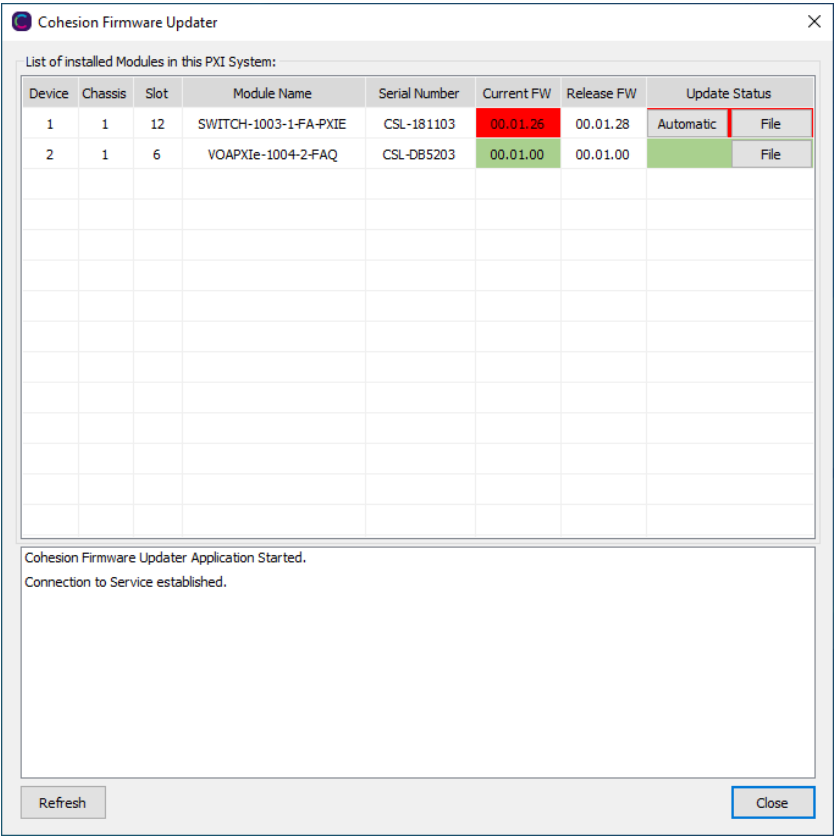 Cohesion Firmware Updater
List of installed Modules in this PXI System:
Device Chassis Slot Module Name Serial Number Current FW Release FW Update Status
1 1 12 SWITCH-1003-1-FA-PXIE CSL-181103 00.01.26 00.01.28 Automatic File
2 1 6 VOAPXIe-1004-2-FAQ CSL-DB5203 00.01.00 00.01.00 File
Cohesion Firmware Updater Application Started.
Connection to Service established.
Refresh Close